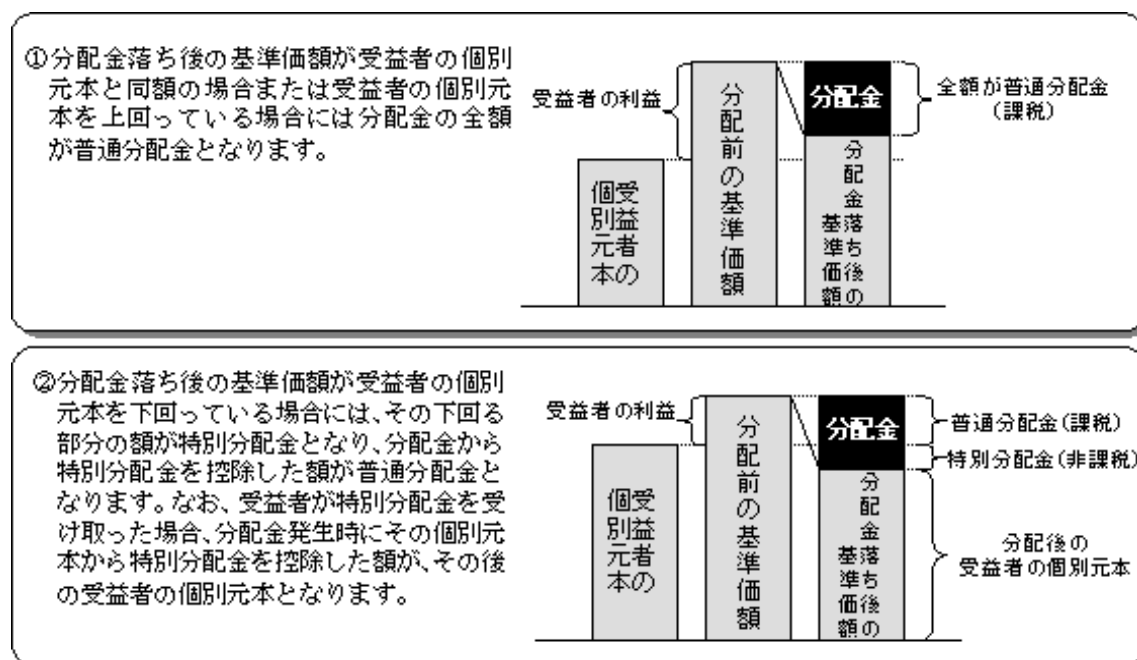 ①分配金落ち後の基準価額が受益者の個別
元本と同額の場合または受益者の個別元
本を上回っている場合には分配金の全額
が普通分配金となります。
受益者の利益
受益者の
個別元本
分配前の基準価額
分配金
分配金落ち後の
基準価額
全額が普通分配金
(課税)
②分配金落ち後の基準価額が受益者の個別
元本を下回っている場合には、その下回る
部分の額が特別分配金となり、分配金から
特別分配金を控除した額が普通分配金と
なります。なお、受益者が特別分配金を受
け取った場合、分配金発生時にその個別元
本から特別分配金を控除した額が、その後
の受益者の個別元本となります。
受益者の利益
受益者の
個別元本
分配前の基準価額
分配金
分配金落ち後の
基準価額
普通分配金(課税)
特別分配金(非課税)
分配後の
受益者の個別元本